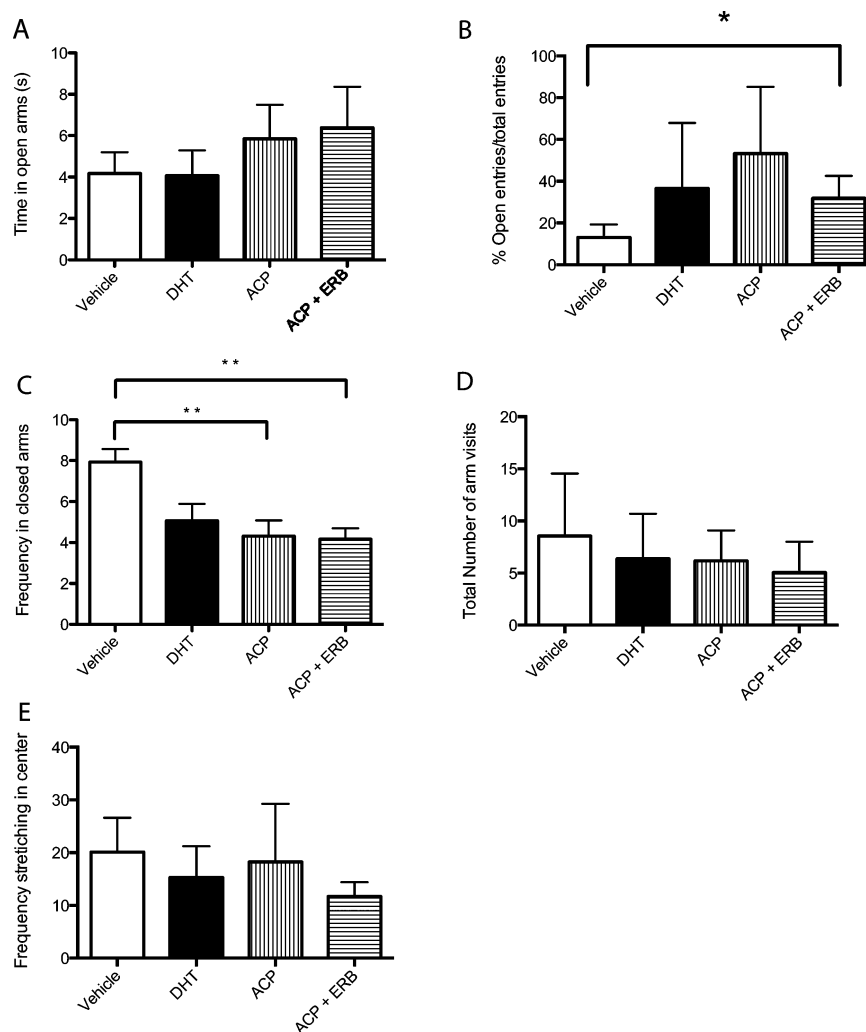 A
Time in open arms (s)
10
8
6
4
2
0
Vehicle
DHT
ACP
ACP + ERB
B
*
% Open entries/total entries
100
80
60
40
20
0
Vehicle
DHT
ACP
ACP + ERB
C
* *
* *
Frequency in closed arms
10
8
6
4
2
0
Vehicle
DHT
ACP
ACP + ERB
D
Total Number of arm visits
20
15
10
5
0
Vehicle
DHT
ACP
ACP + ERB
E
Frequency stretiching in center
40
30
20
10
0
Vehicle
DHT
ACP
ACP + ERB